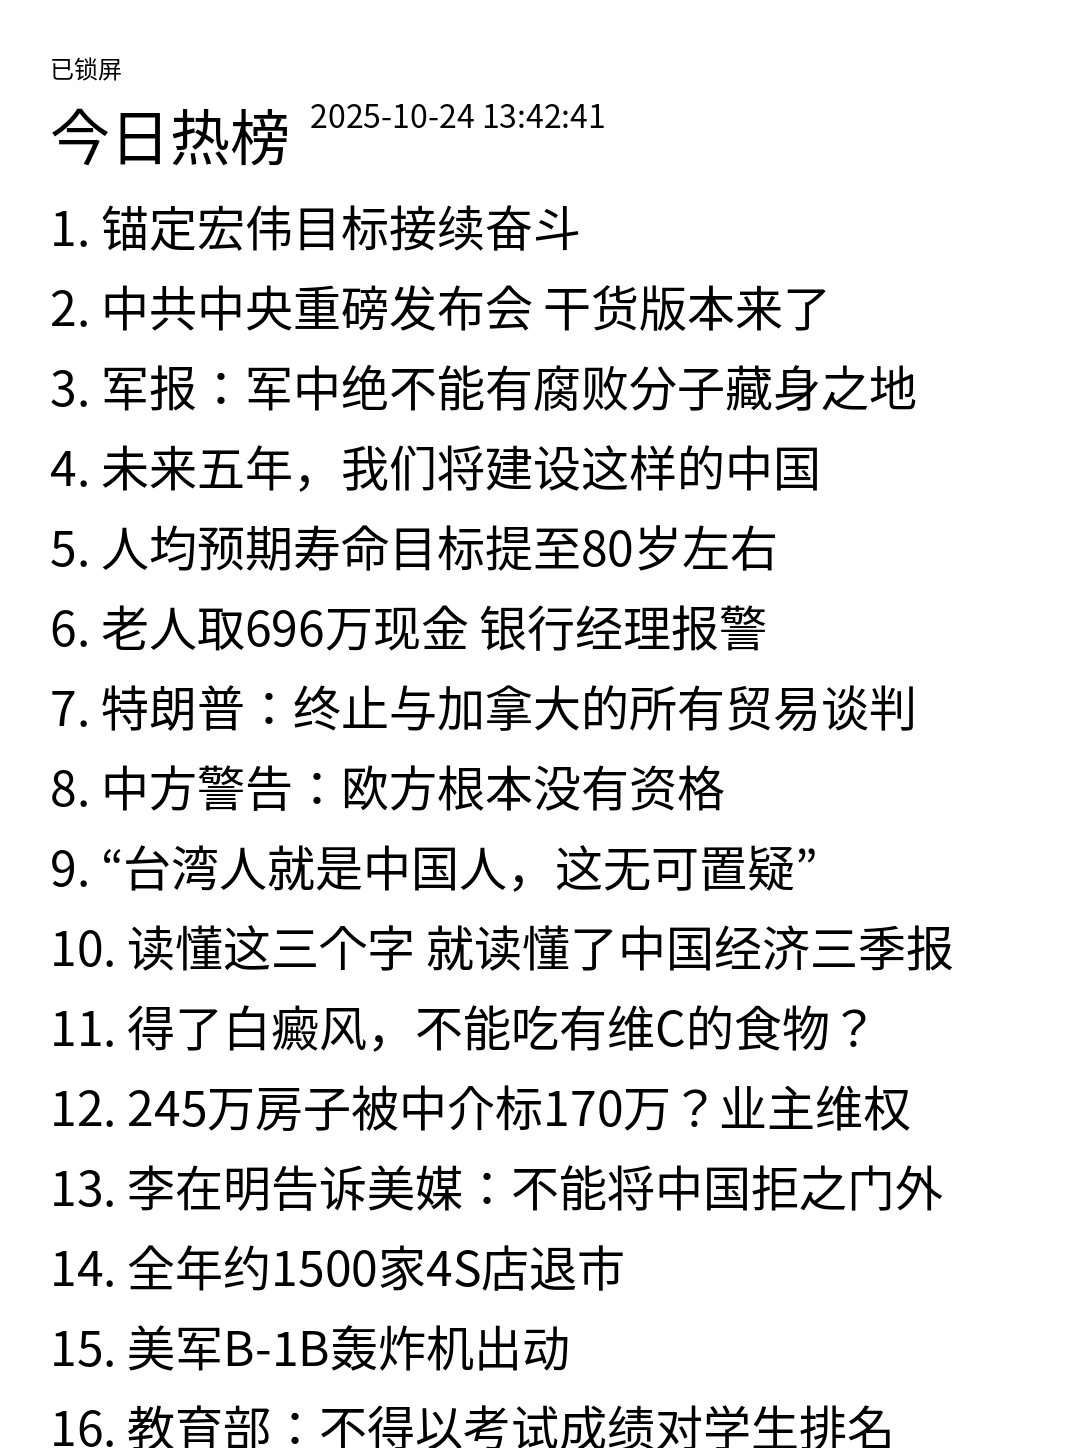 已锁屏
今日热榜 2025-10-24 13:42:41
1. 锚定宏伟目标接续奋斗
2. 中共中央重磅发布会 干货版本来了
3. 军报：军中绝不能有腐败分子藏身之地
4. 未来五年，我们将建设这样的中国
5. 人均预期寿命目标提至80岁左右
6. 老人取696万现金 银行经理报警
7. 特朗普：终止与加拿大的所有贸易谈判
8. 中方警告：欧方根本没有资格
9. “台湾人就是中国人，这无可置疑”
10. 读懂这三个字 就读懂了中国经济三季报
11. 得了白癜风，不能吃有维C的食物？
12. 245万房子被中介标170万？业主维权
13. 李在明告诉美媒：不能将中国拒之门外
14. 全年约1500家4S店退市
15. 美军B-1B轰炸机出动
16. 教育部：不得以考试成绩对学生排名